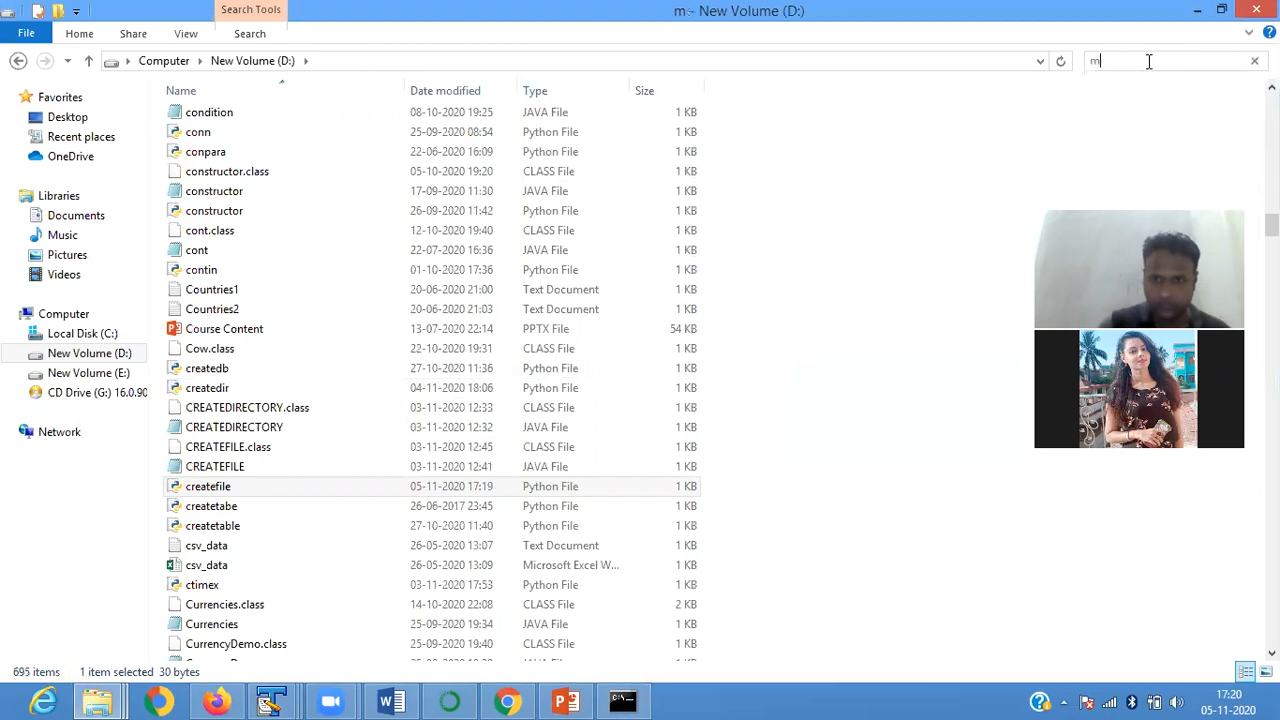 Search Tools
m - New Volume (D:)
File Home Share View Search
Computer New Volume (D:)
m
Name Date modified Type Size
Favorites
Desktop
Recent places
OneDrive
Libraries
Documents
Music
Pictures
Videos
Computer
Local Disk (C:)
New Volume (D:)
New Volume (E:)
CD Drive (G:) 16.0.90
Network
condition 08-10-2020 19:25 JAVA File 1 KB
conn 25-09-2020 08:54 Python File 1 KB
conpara 22-06-2020 16:09 Python File 1 KB
constructor.class 05-10-2020 19:20 CLASS File 1 KB
constructor 17-09-2020 11:30 JAVA File 1 KB
constructor 26-09-2020 11:42 Python File 1 KB
cont.class 12-10-2020 19:40 CLASS File 1 KB
cont 22-07-2020 16:36 JAVA File 1 KB
contin 01-10-2020 17:36 Python File 1 KB
Countries1 20-06-2020 21:00 Text Document 1 KB
Countries2 20-06-2020 21:03 Text Document 1 KB
Course Content 13-07-2020 22:14 PPTX File 54 KB
Cow.class 22-10-2020 19:31 CLASS File 1 KB
createdb 27-10-2020 11:36 Python File 1 KB
createdir 04-11-2020 18:06 Python File 1 KB
CREATEDIRECTORY.class 03-11-2020 12:33 CLASS File 1 KB
CREATEDIRECTORY 03-11-2020 12:32 JAVA File 1 KB
CREATEFILE.class 03-11-2020 12:45 CLASS File 1 KB
CREATEFILE 03-11-2020 12:41 JAVA File 1 KB
createfile 05-11-2020 17:19 Python File 1 KB
createtabe 26-06-2017 23:45 Python File 1 KB
createtable 27-10-2020 11:40 Python File 1 KB
csv_data 26-05-2020 13:07 Text Document 1 KB
csv_data 26-05-2020 13:09 Microsoft Excel W... 1 KB
ctimex 03-11-2020 17:53 Python File 1 KB
Currencies.class 14-10-2020 22:08 CLASS File 2 KB
Currencies 25-09-2020 19:34 JAVA File 1 KB
CurrencyDemo.class 25-09-2020 19:40 CLASS File 1 KB
695 items 1 item selected 30 bytes
17:20
05-11-2020